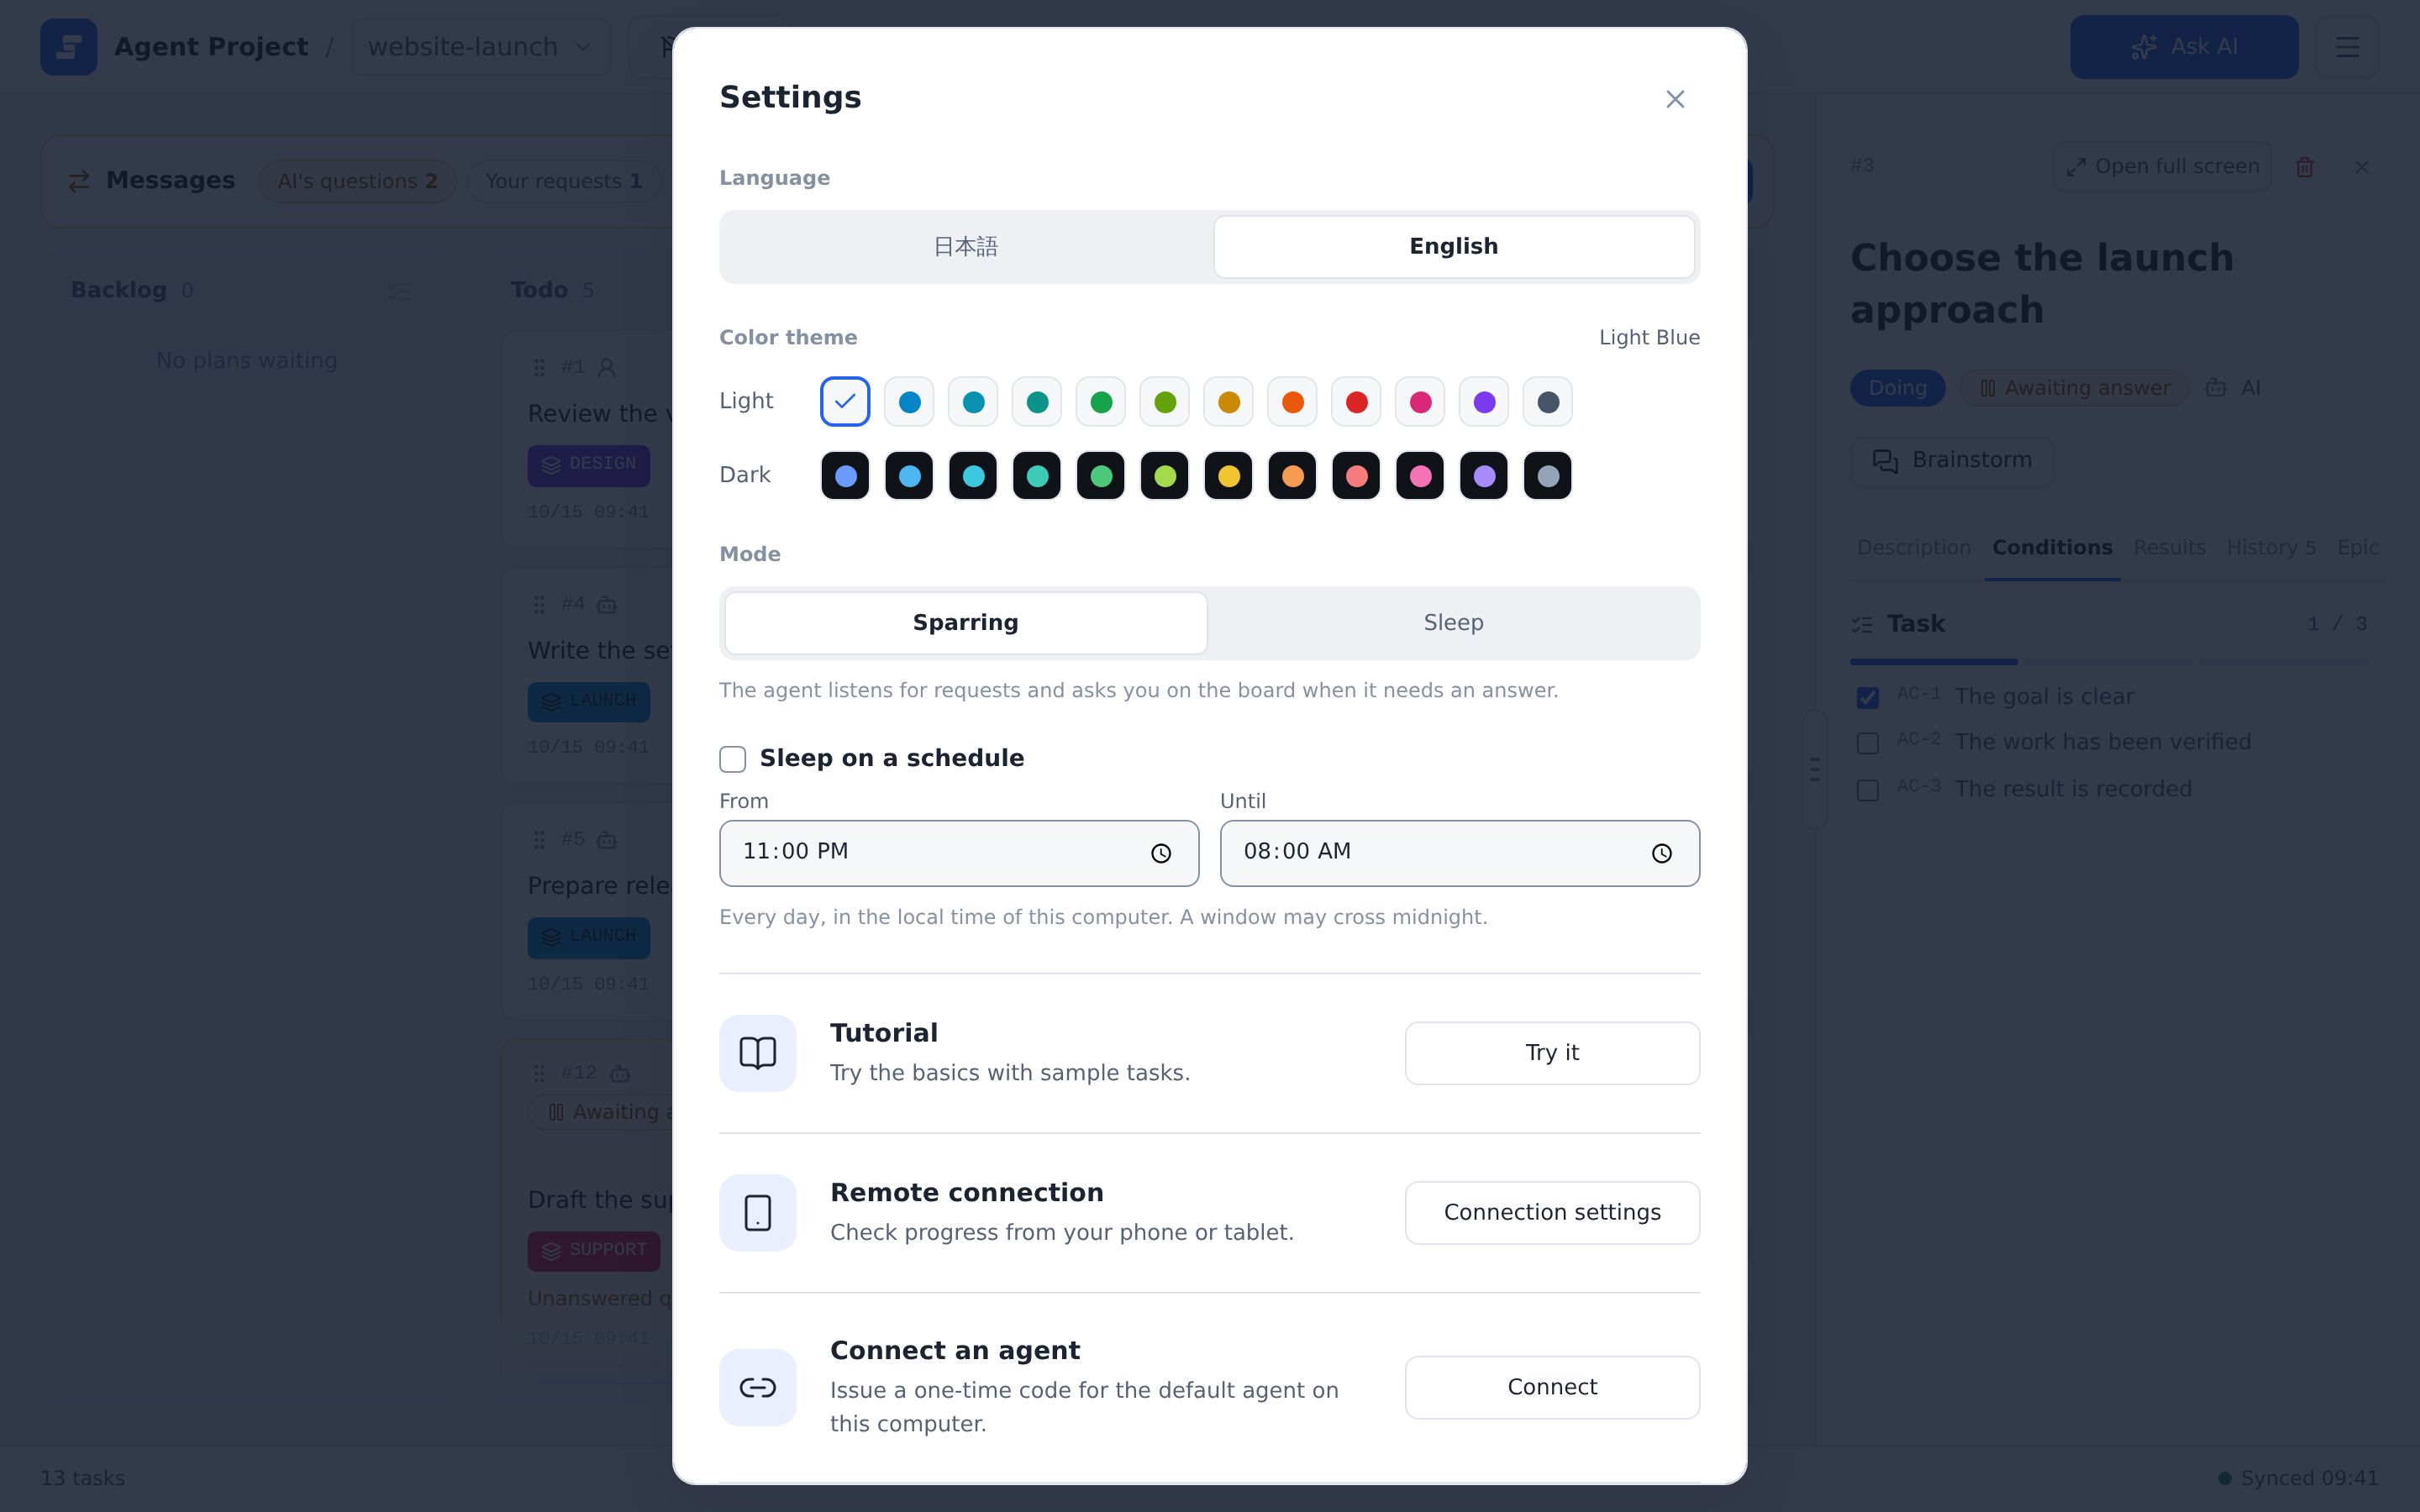 Agent Project / website-launch
Ask AI
Messages AI's questions 2 Your requests 1
Backlog 0
No plans waiting
Todo 5
#1
Review the
DESIGN
10/15 09:41
#4
Write the
LAUNCH
10/15 09:41
#5
Prepare
LAUNCH
10/15 09:41
#12
Awaiting
Draft the
SUPPORT
Unanswered
10/15 09:41
13 tasks
Settings
Language
日本語 English
Color theme Light Blue
Light
Dark
Mode
Sparring Sleep
The agent listens for requests and asks you on the board when it needs an answer.
Sleep on a schedule
From Until
11:00 PM 08:00 AM
Every day, in the local time of this computer. A window may cross midnight.
Tutorial
Try the basics with sample tasks.
Try it
Remote connection
Check progress from your phone or tablet.
Connection settings
Connect an agent
Issue a one-time code for the default agent on
this computer.
Connect
#3 Open full screen
Choose the launch
approach
Doing Awaiting answer AI
Brainstorm
Description Conditions Results History 5 Epic
Task 1 / 3
AC-1 The goal is clear
AC-2 The work has been verified
AC-3 The result is recorded
Synced 09:41